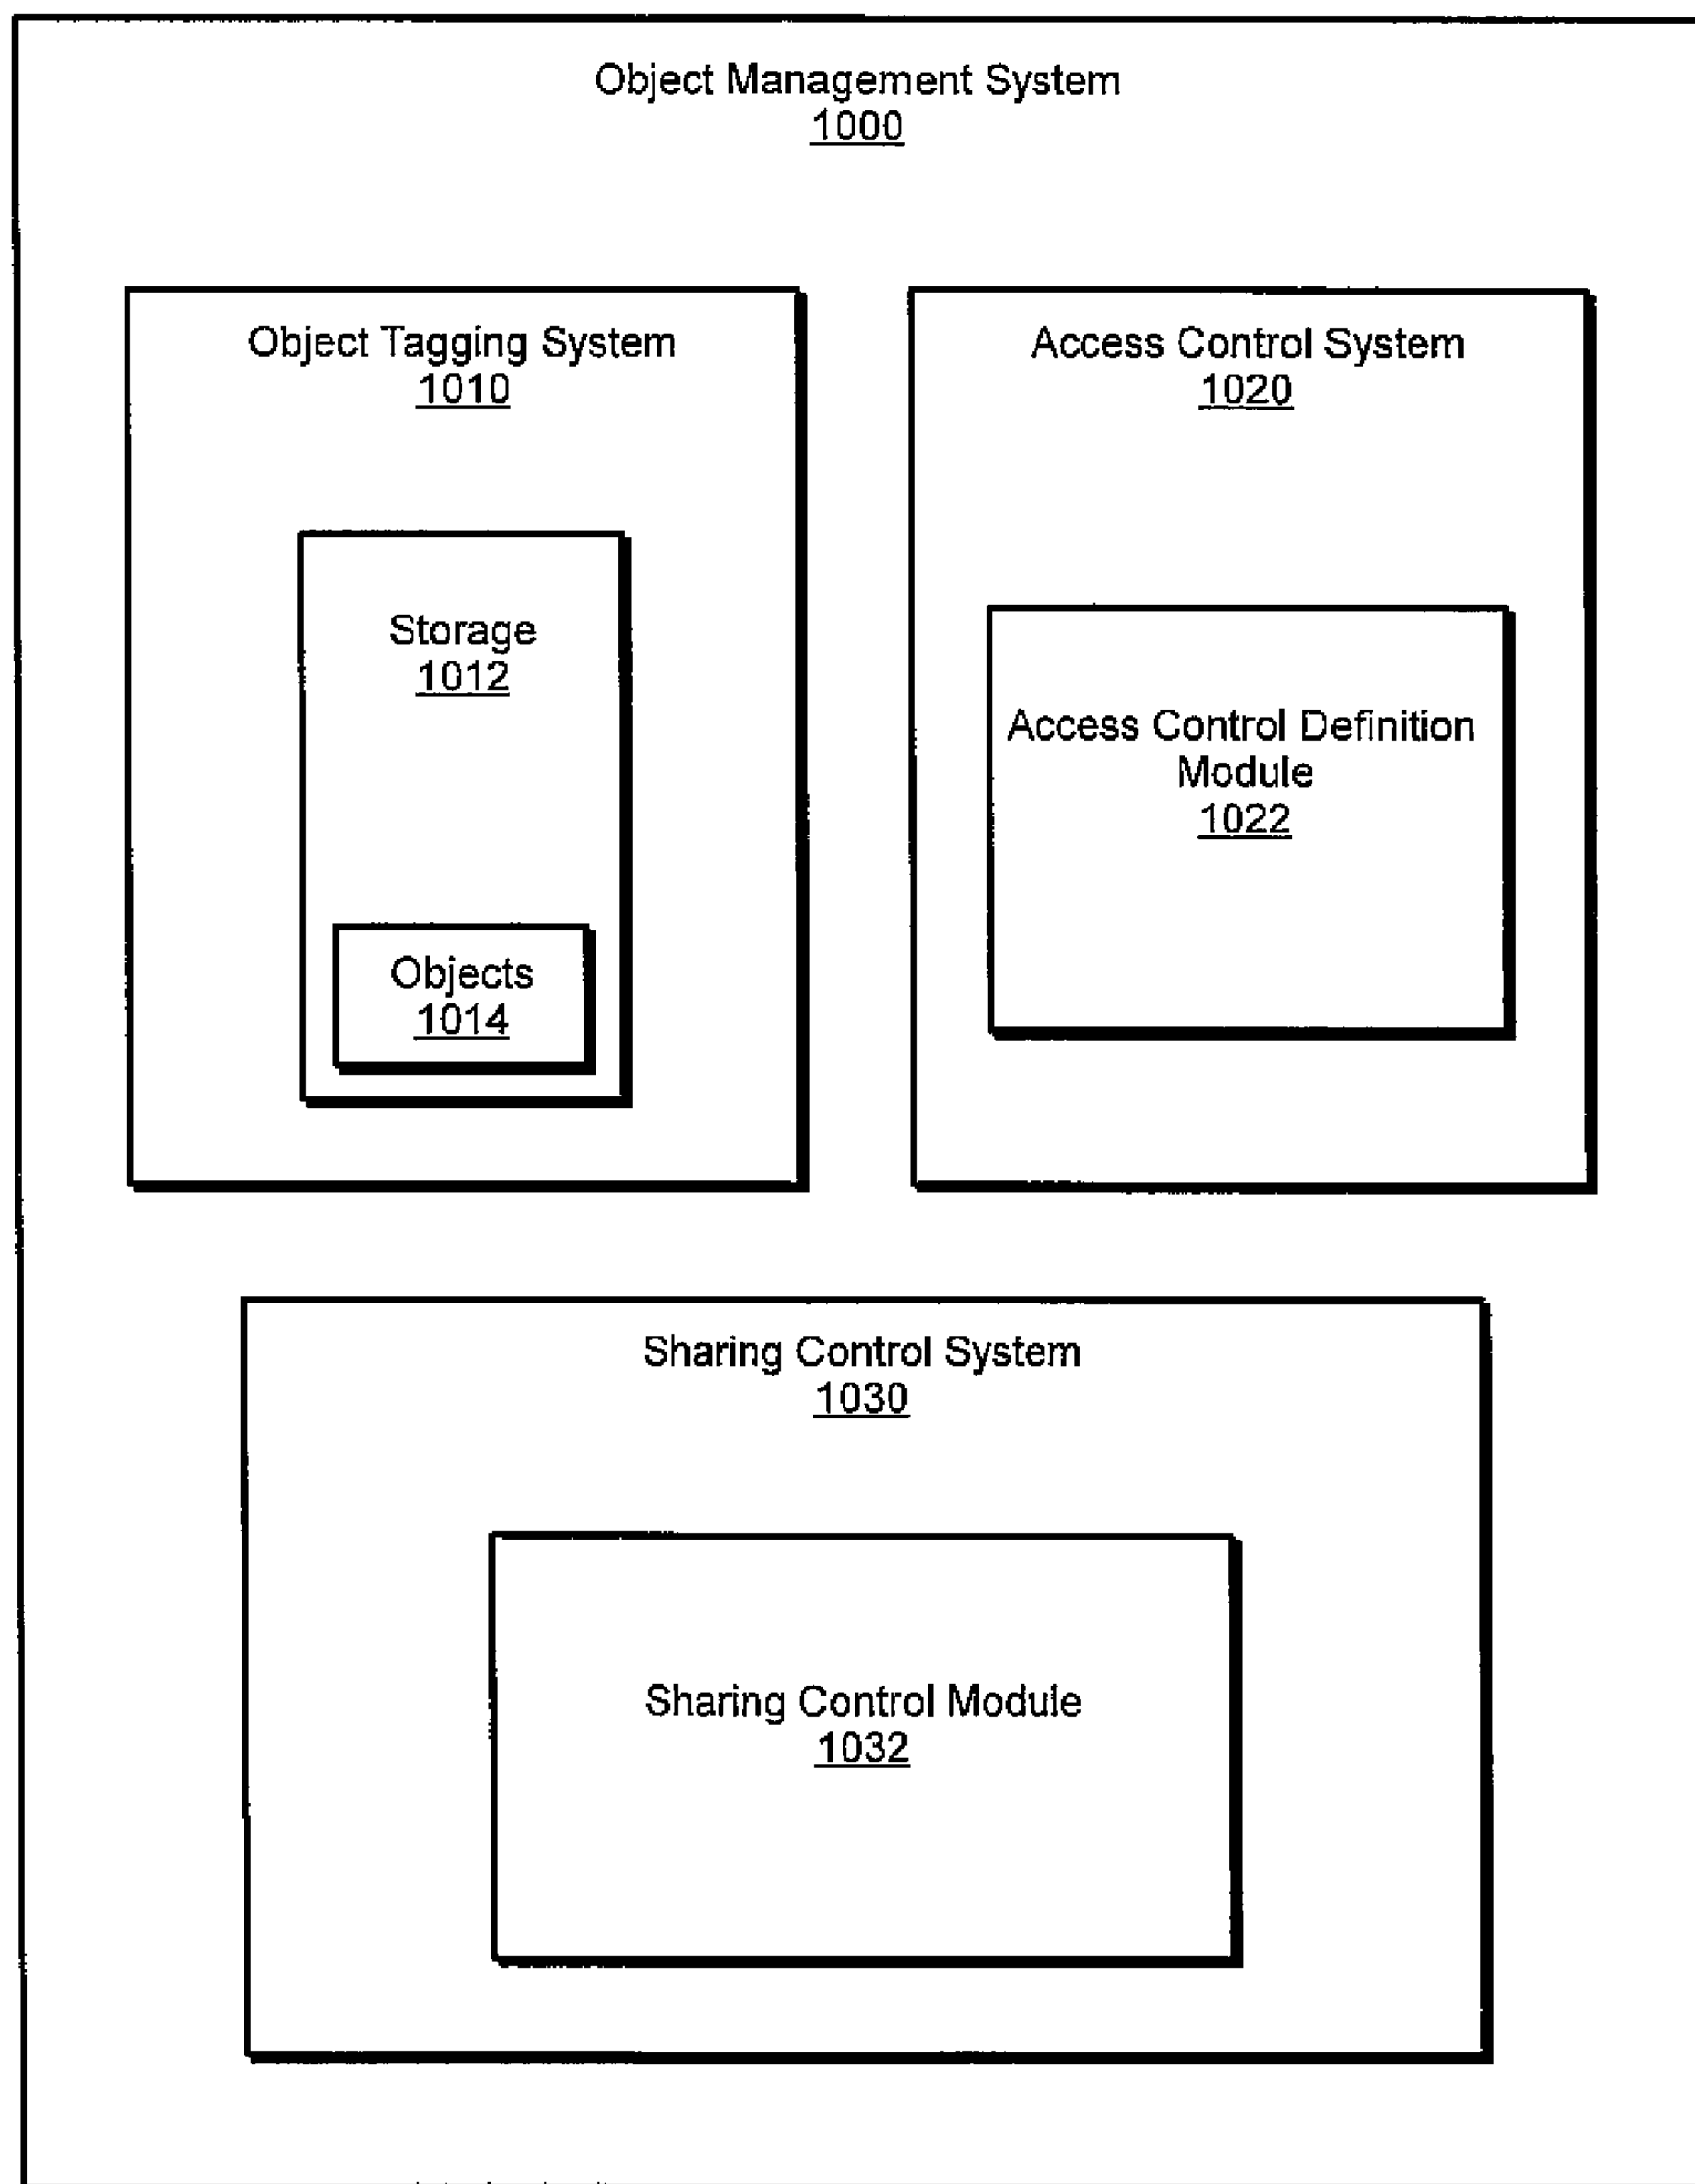 Object Management System
1000
Object Tagging System
1010
Storage
1012
Objects
1014
Access Control System
1020
Access Control Definition
Module
1022
Sharing Control System
1030
Sharing Control Module
1032